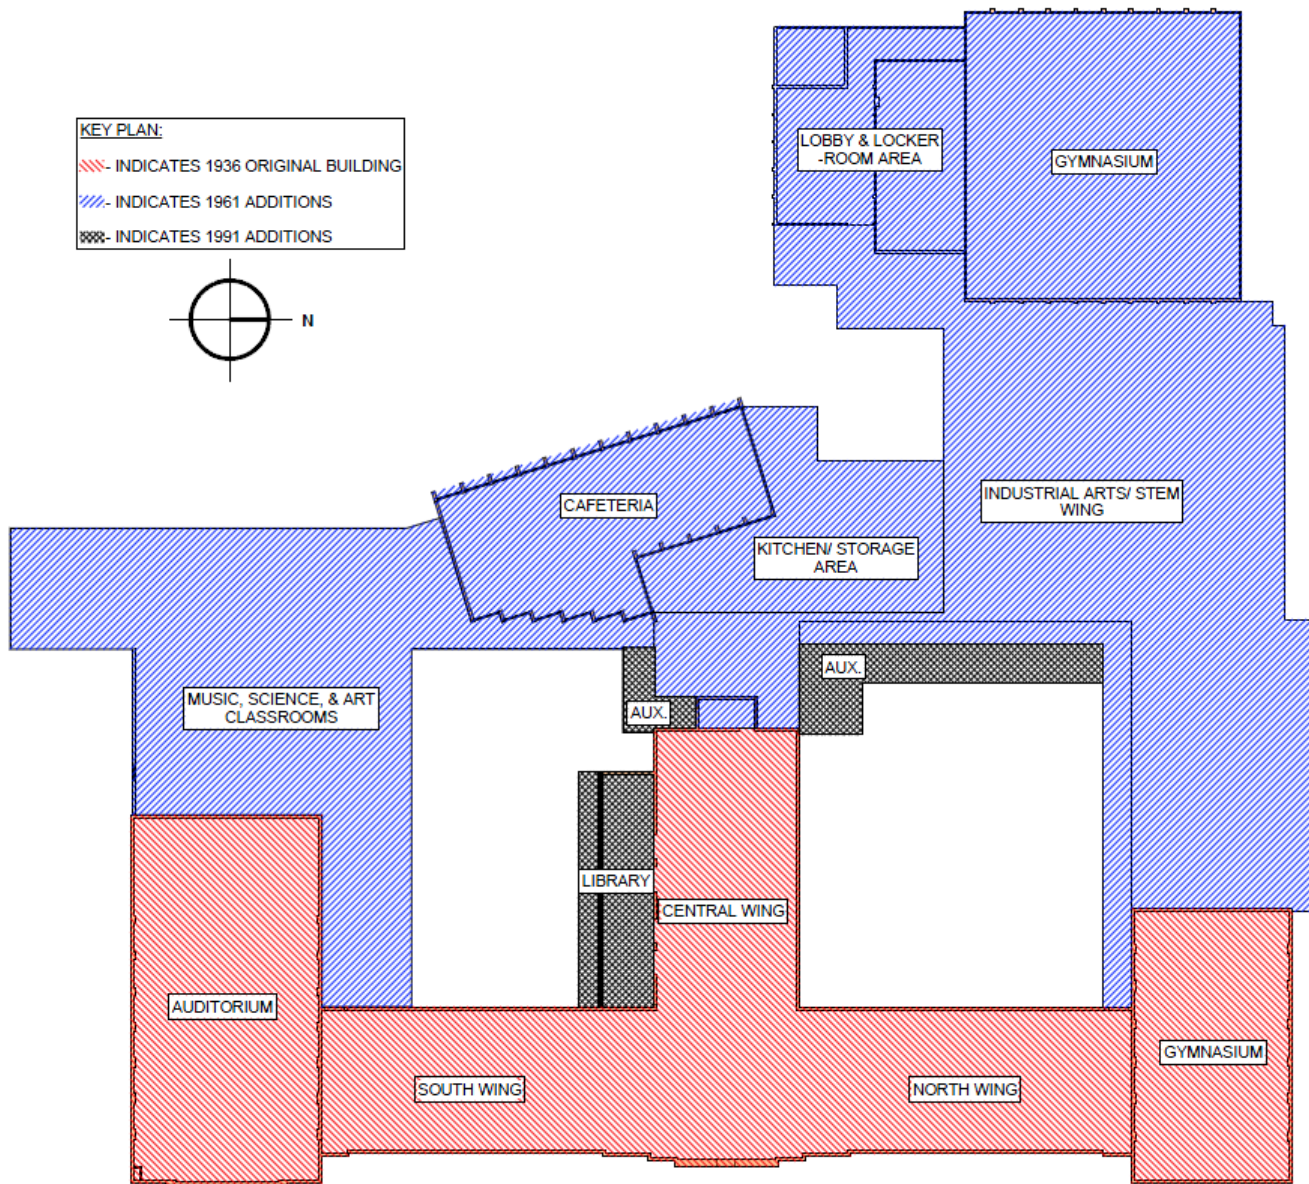 LOBBY & LOCKER
-ROOM AREA
GYMNASIUM
KEY PLAN:
- INDICATES 1936 ORIGINAL BUILDING
- INDICATES 1961 ADDITIONS
- INDICATES 1991 ADDITIONS
N
CAFETERIA
INDUSTRIAL ARTS/ STEM
WING
KITCHEN/ STORAGE
AREA
MUSIC, SCIENCE, & ART
CLASSROOMS
AUX.
AUX.
LIBRARY
CENTRAL WING
AUDITORIUM
GYMNASIUM
SOUTH WING
NORTH WING